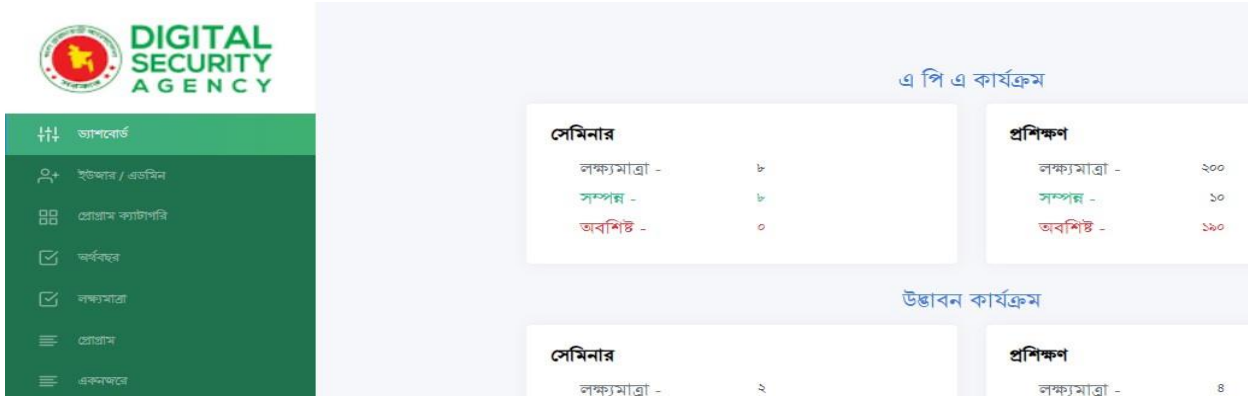 DIGITAL
SECURITY
AGENCY
ড্যাশবোর্ড
ইউজার / এডমিন
প্রোগ্রাম ক্যাটাগরি
অর্থবছর
লক্ষ্যমাত্রা
প্রোগ্রাম
একনজরে
এ পি এ কার্যক্রম
সেমিনার
লক্ষ্যমাত্রা - ৮
সম্পন্ন - ৮
অবশিষ্ট - ০
প্রশিক্ষণ
লক্ষ্যমাত্রা - ২০০
সম্পন্ন - ১০
অবশিষ্ট - ১৯০
উদ্ভাবন কার্যক্রম
সেমিনার
লক্ষ্যমাত্রা - ২
প্রশিক্ষণ
লক্ষ্যমাত্রা - ৪